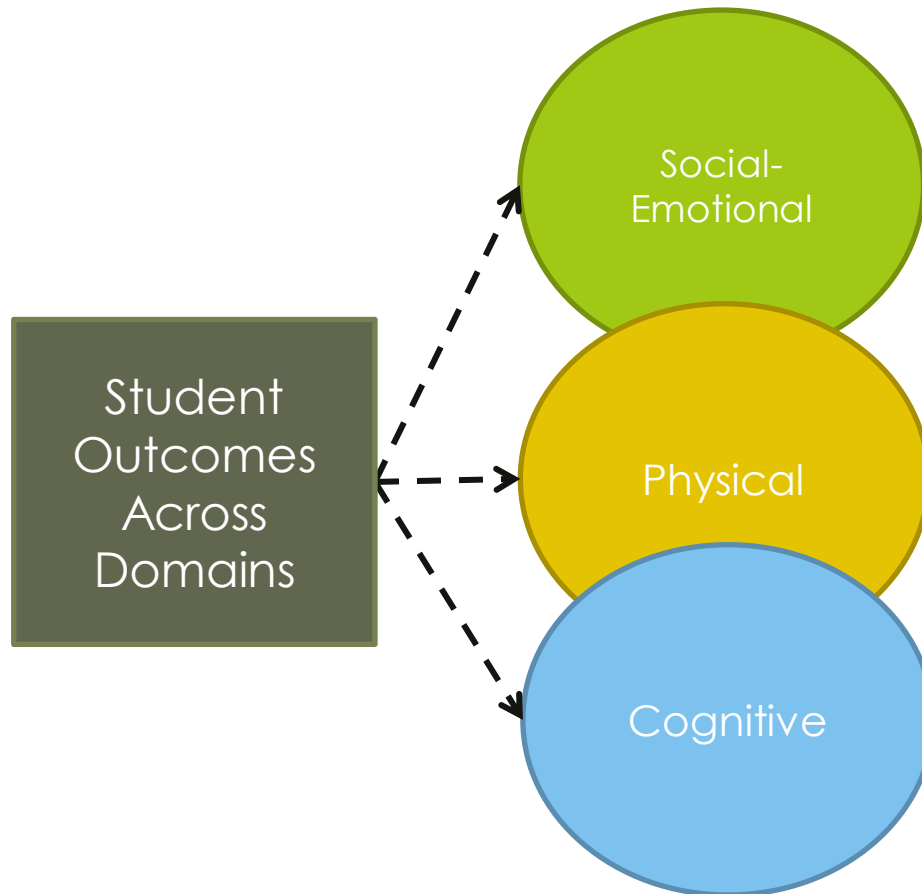 Social-
Emotional
Student
Outcomes
Across
Domains
Physical
Cognitive